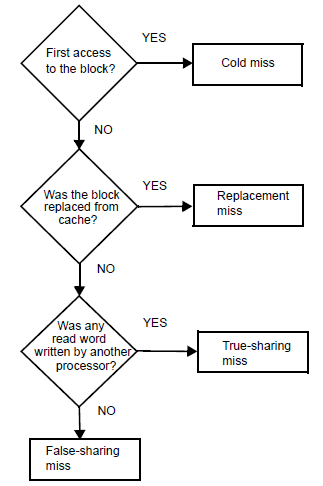 First access
to the block?
YES
Cold miss
NO
Was the block
replaced from
cache?
YES
Replacement
miss
NO
Was any
read word
written by another
processor?
YES
True-sharing
miss
NO
False-sharing
miss